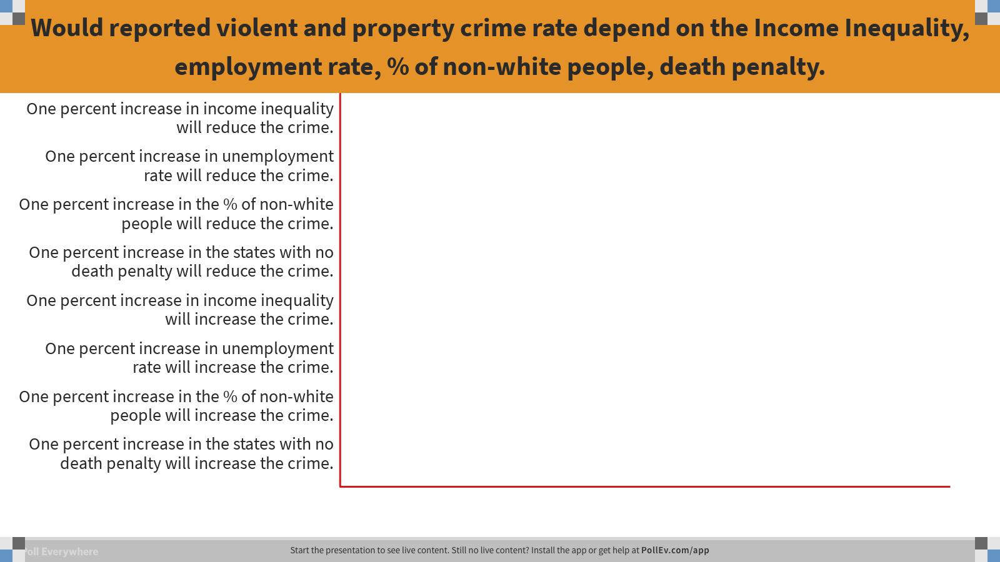 Would reported violent and property crime rate depend on the Income Inequality,
employment rate, % of non-white people, death penalty.
One percent increase in income inequality
will reduce the crime.
One percent increase in unemployment
rate will reduce the crime.
One percent increase in the % of non-white
people will reduce the crime.
One percent increase in the states with no
death penalty will reduce the crime.
One percent increase in income inequality
will increase the crime.
One percent increase in unemployment
rate will increase the crime.
One percent increase in the % of non-white
people will increase the crime.
One percent increase in the states with no
death penalty will increase the crime.
Poll Everywhere
Start the presentation to see live content. Still no live content? Install the app or get help at PollEv.com/app